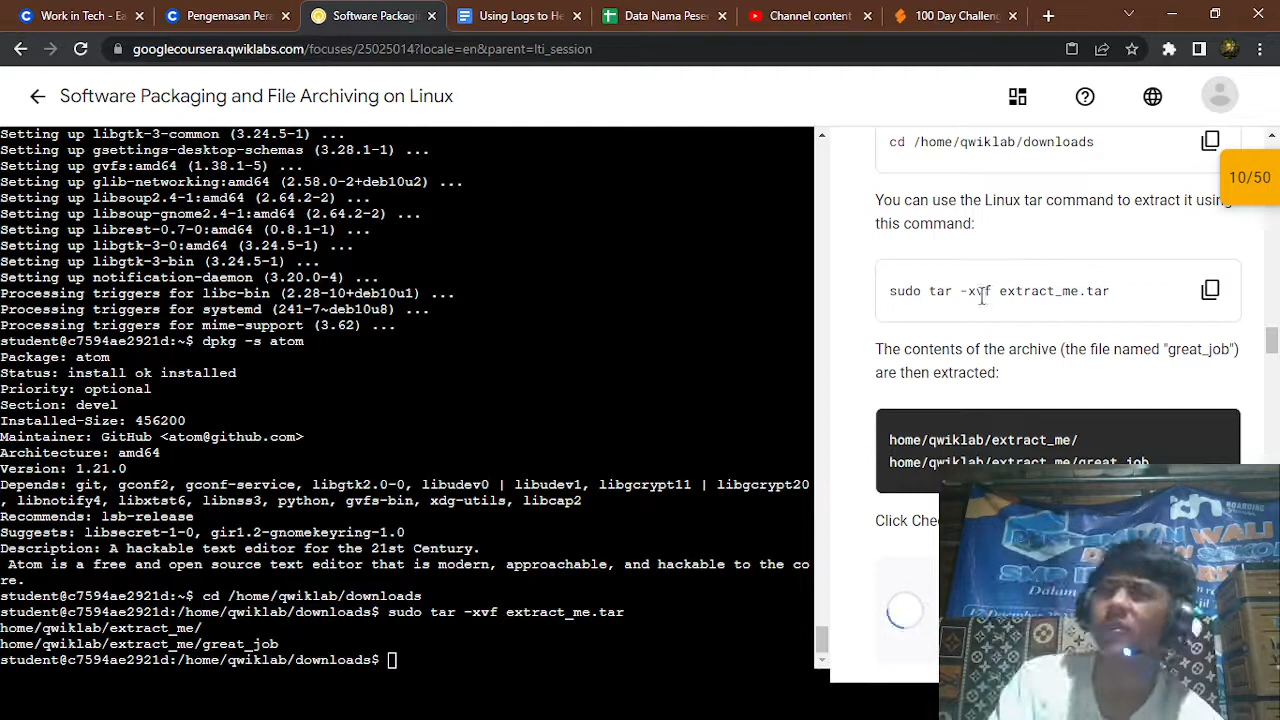 Work in Tech - Ea
Pengemasan Pera
Software Packagin
Using Logs to He
Data Nama Pese
Channel content
100 Day Challeng
googlecoursera.qwiklabs.com/focuses/25025014?locale=en&parent=lti_session
Software Packaging and File Archiving on Linux
Setting up libgtk-3-common (3.24.5-1) ...
Setting up gsettings-desktop-schemas (3.28.1-1) ...
Setting up gvfs:amd64 (1.38.1-5) ...
Setting up glib-networking:amd64 (2.58.0-2+deb10u2) ...
Setting up libsoup2.4-1:amd64 (2.64.2-2) ...
Setting up libsoup-gnome2.4-1:amd64 (2.64.2-2) ...
Setting up librest-0.7-0:amd64 (0.8.1-1) ...
Setting up libgtk-3-0:amd64 (3.24.5-1) ...
Setting up libgtk-3-bin (3.24.5-1) ...
Setting up notification-daemon (3.20.0-4) ...
Processing triggers for libc-bin (2.28-10+deb10u1) ...
Processing triggers for systemd (241-7~deb10u8) ...
Processing triggers for mime-support (3.62) ...
student@c7594ae2921d:~$ dpkg -s atom
Package: atom
Status: install ok installed
Priority: optional
Section: devel
Installed-Size: 456200
Maintainer: GitHub <atom@github.com>
Architecture: amd64
Version: 1.21.0
Depends: git, gconf2, gconf-service, libgtk2.0-0, libudev0 | libudev1, libgcrypt11 | libgcrypt20
, libnotify4, libxtst6, libnss3, python, gvfs-bin, xdg-utils, libcap2
Recommends: lsb-release
Suggests: libsecret-1-0, gir1.2-gnomekeyring-1.0
Description: A hackable text editor for the 21st Century.
Atom is a free and open source text editor that is modern, approachable, and hackable to the co
re.
student@c7594ae2921d:~$ cd /home/qwiklab/downloads
student@c7594ae2921d:/home/qwiklab/downloads$ sudo tar -xvf extract_me.tar
home/qwiklab/extract_me/
home/qwiklab/extract_me/great_job
student@c7594ae2921d:/home/qwiklab/downloads$
cd /home/qwiklab/downloads
10/50
You can use the Linux tar command to extract it using
this command:
sudo tar -xvf extract_me.tar
The contents of the archive (the file named "great_job")
are then extracted:
home/qwiklab/extract_me/
home/qwiklab/extract_me/great_job
Click Che
idn
BOARDING
WALI
SEKO
SMP
Dalam